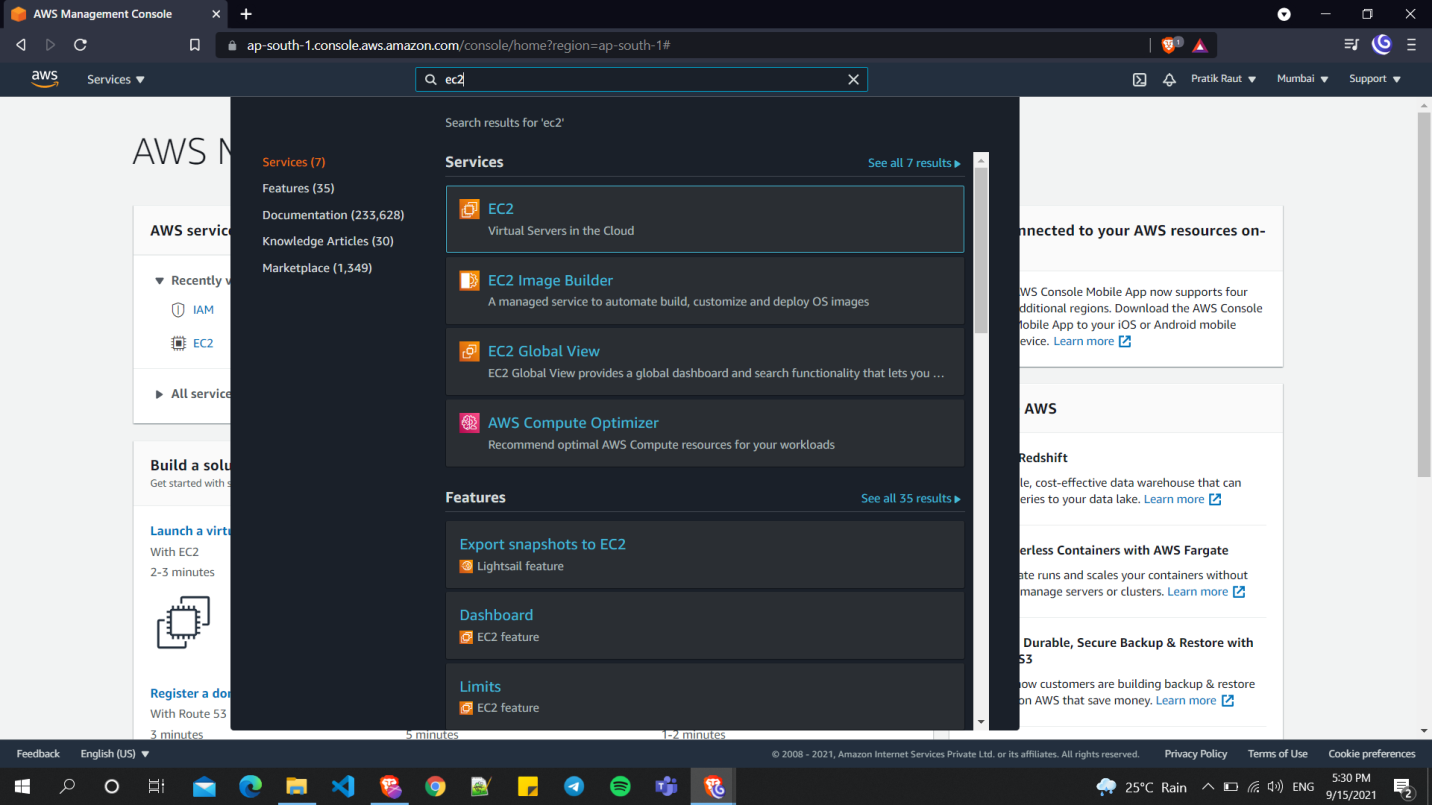 AWS Management Console
ap-south-1.console.aws.amazon.com/console/home?region=ap-south-1#
1
aws
Services
ec2
Pratik Raut
Mumbai
Support
AWS M
Search results for 'ec2'
Services (7)
Features (35)
Documentation (233,628)
Knowledge Articles (30)
Marketplace (1,349)
Services
See all 7 results
EC2
Virtual Servers in the Cloud
EC2 Image Builder
A managed service to automate build, customize and deploy OS images
EC2 Global View
EC2 Global View provides a global dashboard and search functionality that lets you ...
AWS Compute Optimizer
Recommend optimal AWS Compute resources for your workloads
Features
See all 35 results
Export snapshots to EC2
Lightsail feature
Dashboard
EC2 feature
Limits
EC2 feature
AWS servic
Recently v
IAM
EC2
All service
Build a solu
Get started with s
Launch a virtu
With EC2
2-3 minutes
Register a dor
With Route 53
3 minutes
5 minutes
1-2 minutes
nnected to your AWS resources on-
WS Console Mobile App now supports four
dditional regions. Download the AWS Console
Mobile App to your iOS or Android mobile
evice. Learn more
AWS
Redshift
le, cost-effective data warehouse that can
eries to your data lake. Learn more
erless Containers with AWS Fargate
ate runs and scales your containers without
manage servers or clusters. Learn more
Durable, Secure Backup & Restore with
S3
ow customers are building backup & restore
on AWS that save money. Learn more
Feedback
English (US)
© 2008 - 2021, Amazon Internet Services Private Ltd. or its affiliates. All rights reserved.
Privacy Policy
Terms of Use
Cookie preferences
25°C Rain
ENG
5:30 PM
9/15/2021
2